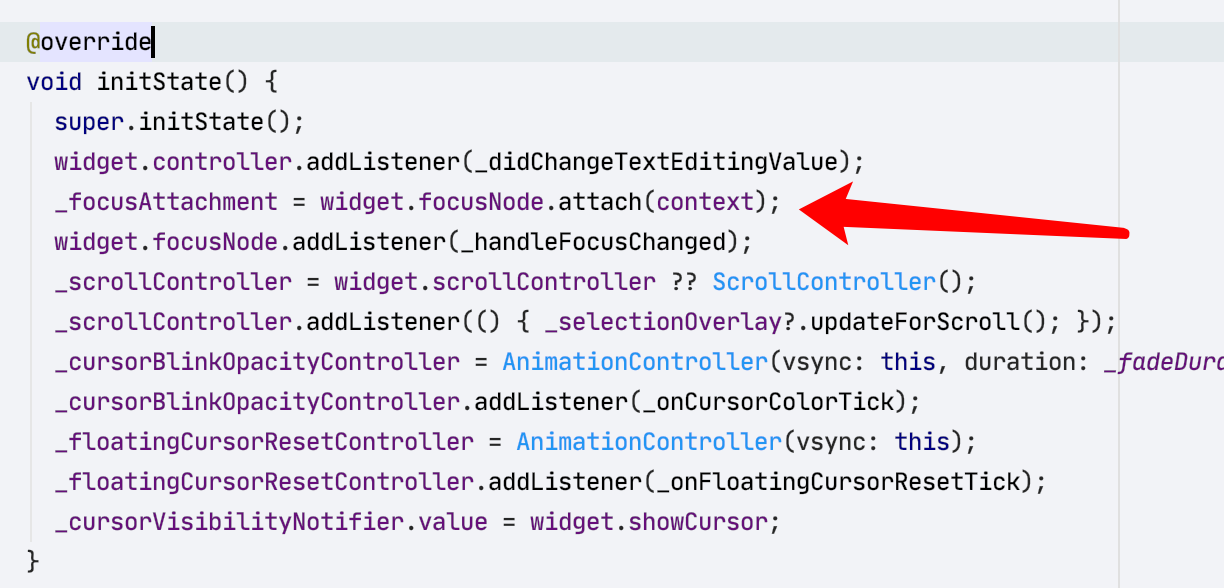 @override
void initState() {
super.initState();
widget.controller.addListener(_didChangeTextEditingValue);
_focusAttachment = widget.focusNode.attach(context);
widget.focusNode.addListener(_handleFocusChanged);
_scrollController = widget.scrollController ?? ScrollController();
_scrollController.addListener(() { _selectionOverlay?.updateForScroll(); });
_cursorBlinkOpacityController = AnimationController(vsync: this, duration: _fadeDura
_cursorBlinkOpacityController.addListener(_onCursorColorTick);
_floatingCursorResetController = AnimationController(vsync: this);
_floatingCursorResetController.addListener(_onFloatingCursorResetTick);
_cursorVisibilityNotifier.value = widget.showCursor;
}